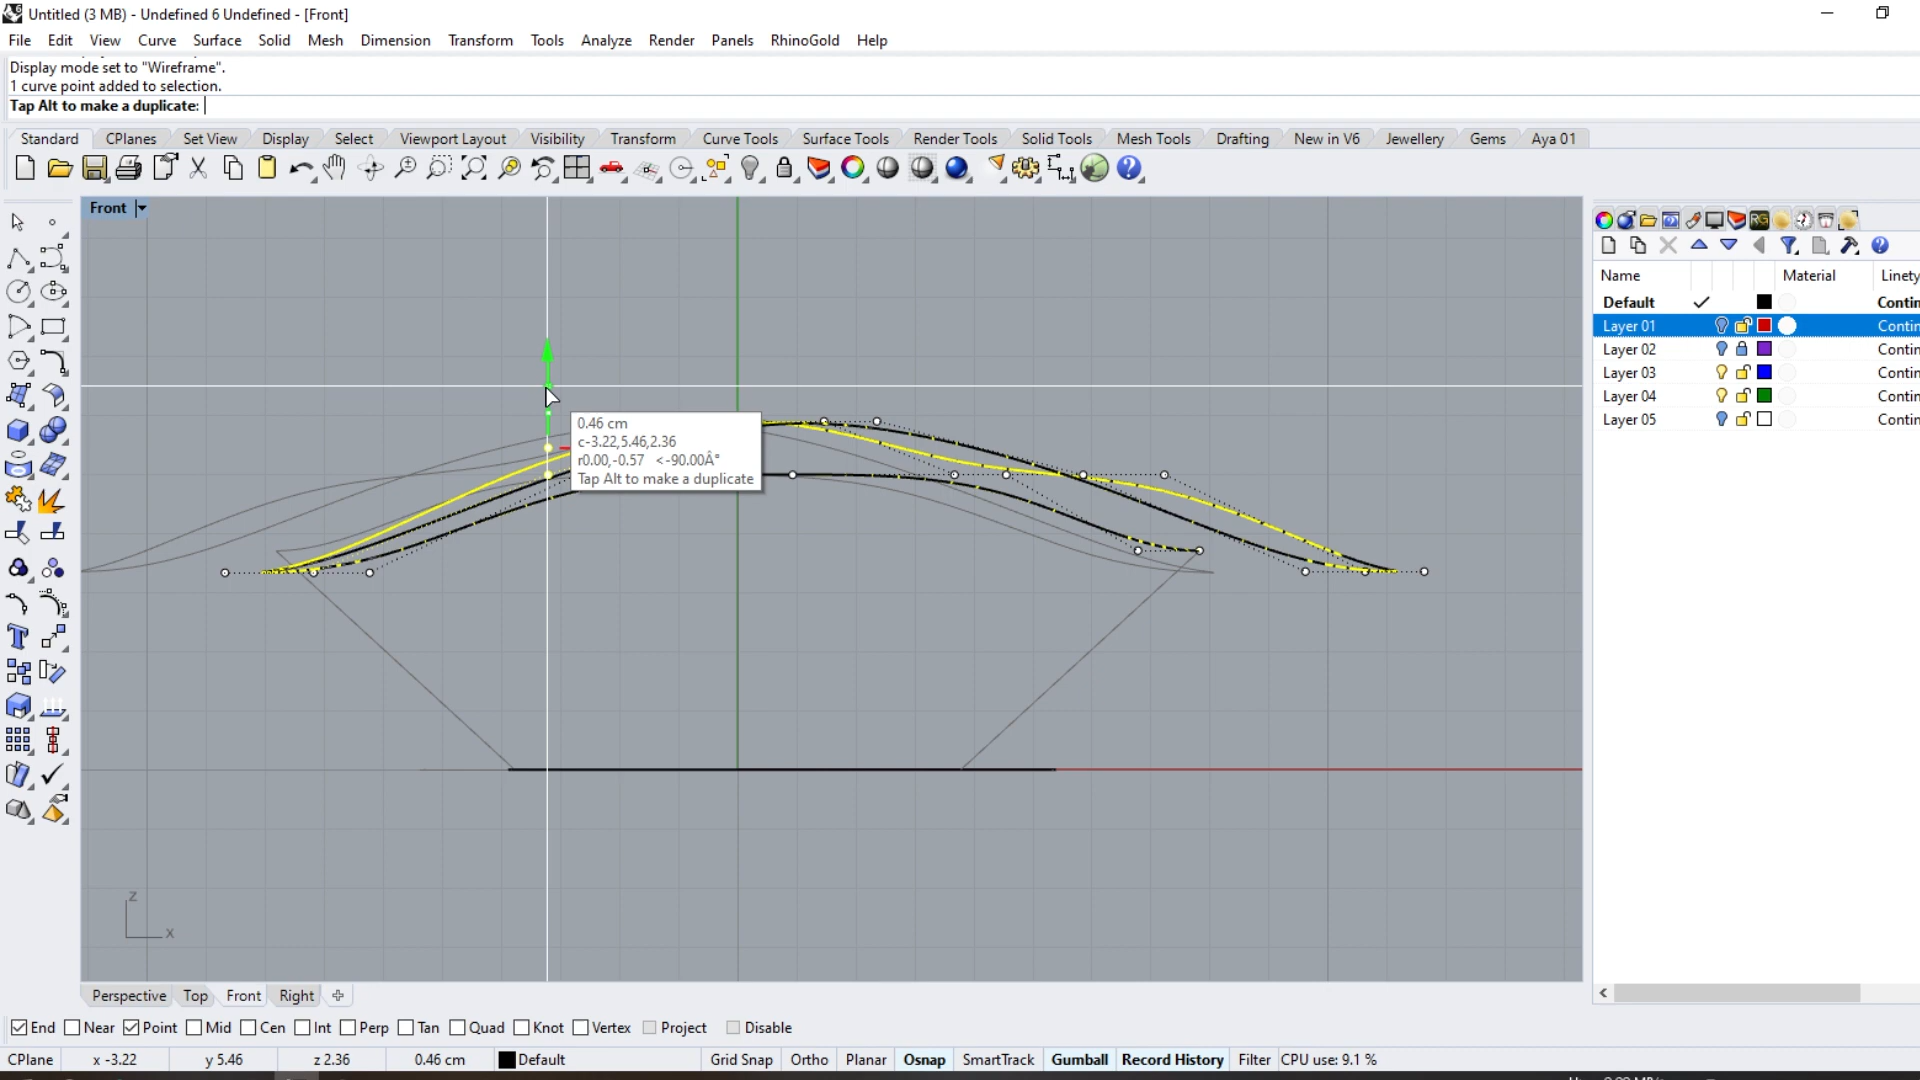 Untitled (3 MB) - Undefined 6 Undefined - [Front]
File Edit View Curve Surface Solid Mesh Dimension Transform Tools Analyze Render Panels RhinoGold Help
Display mode set to "Wireframe".
1 curve point added to selection.
Tap Alt to make a duplicate:
Standard CPlanes Set View Display Select Viewport Layout Visibility Transform Curve Tools Surface Tools Render Tools Solid Tools Mesh Tools Drafting New in V6 Jewellery Gems Aya 01
Front
RG
Name Material Linety
Default Contin
Layer 01 Contin
Layer 02 Contin
Layer 03 Contin
Layer 04 Contin
Layer 05 Contin
0.46 cm
c-3.22,5.46,2.36
r0.00,-0.57 <-90.00Â°
Tap Alt to make a duplicate
z
x
Perspective Top Front Right
End Near Point Mid Cen Int Perp Tan Quad Knot Vertex Project Disable
CPlane x -3.22 y 5.46 z 2.36 0.46 cm Default Grid Snap Ortho Planar Osnap SmartTrack Gumball Record History Filter CPU use: 9.1 %